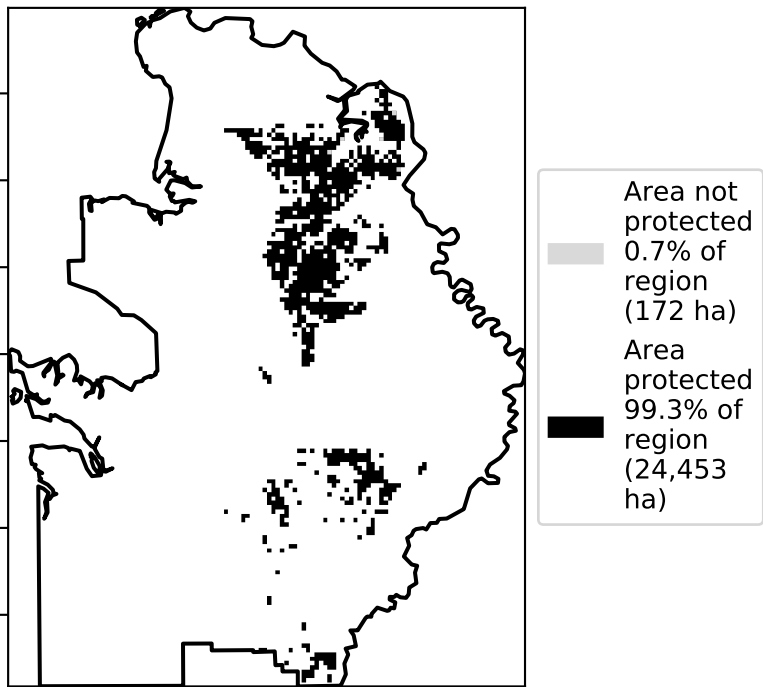 Area not
protected
0.7% of
region
(172 ha)
Area
protected
99.3% of
region
(24,453
ha)